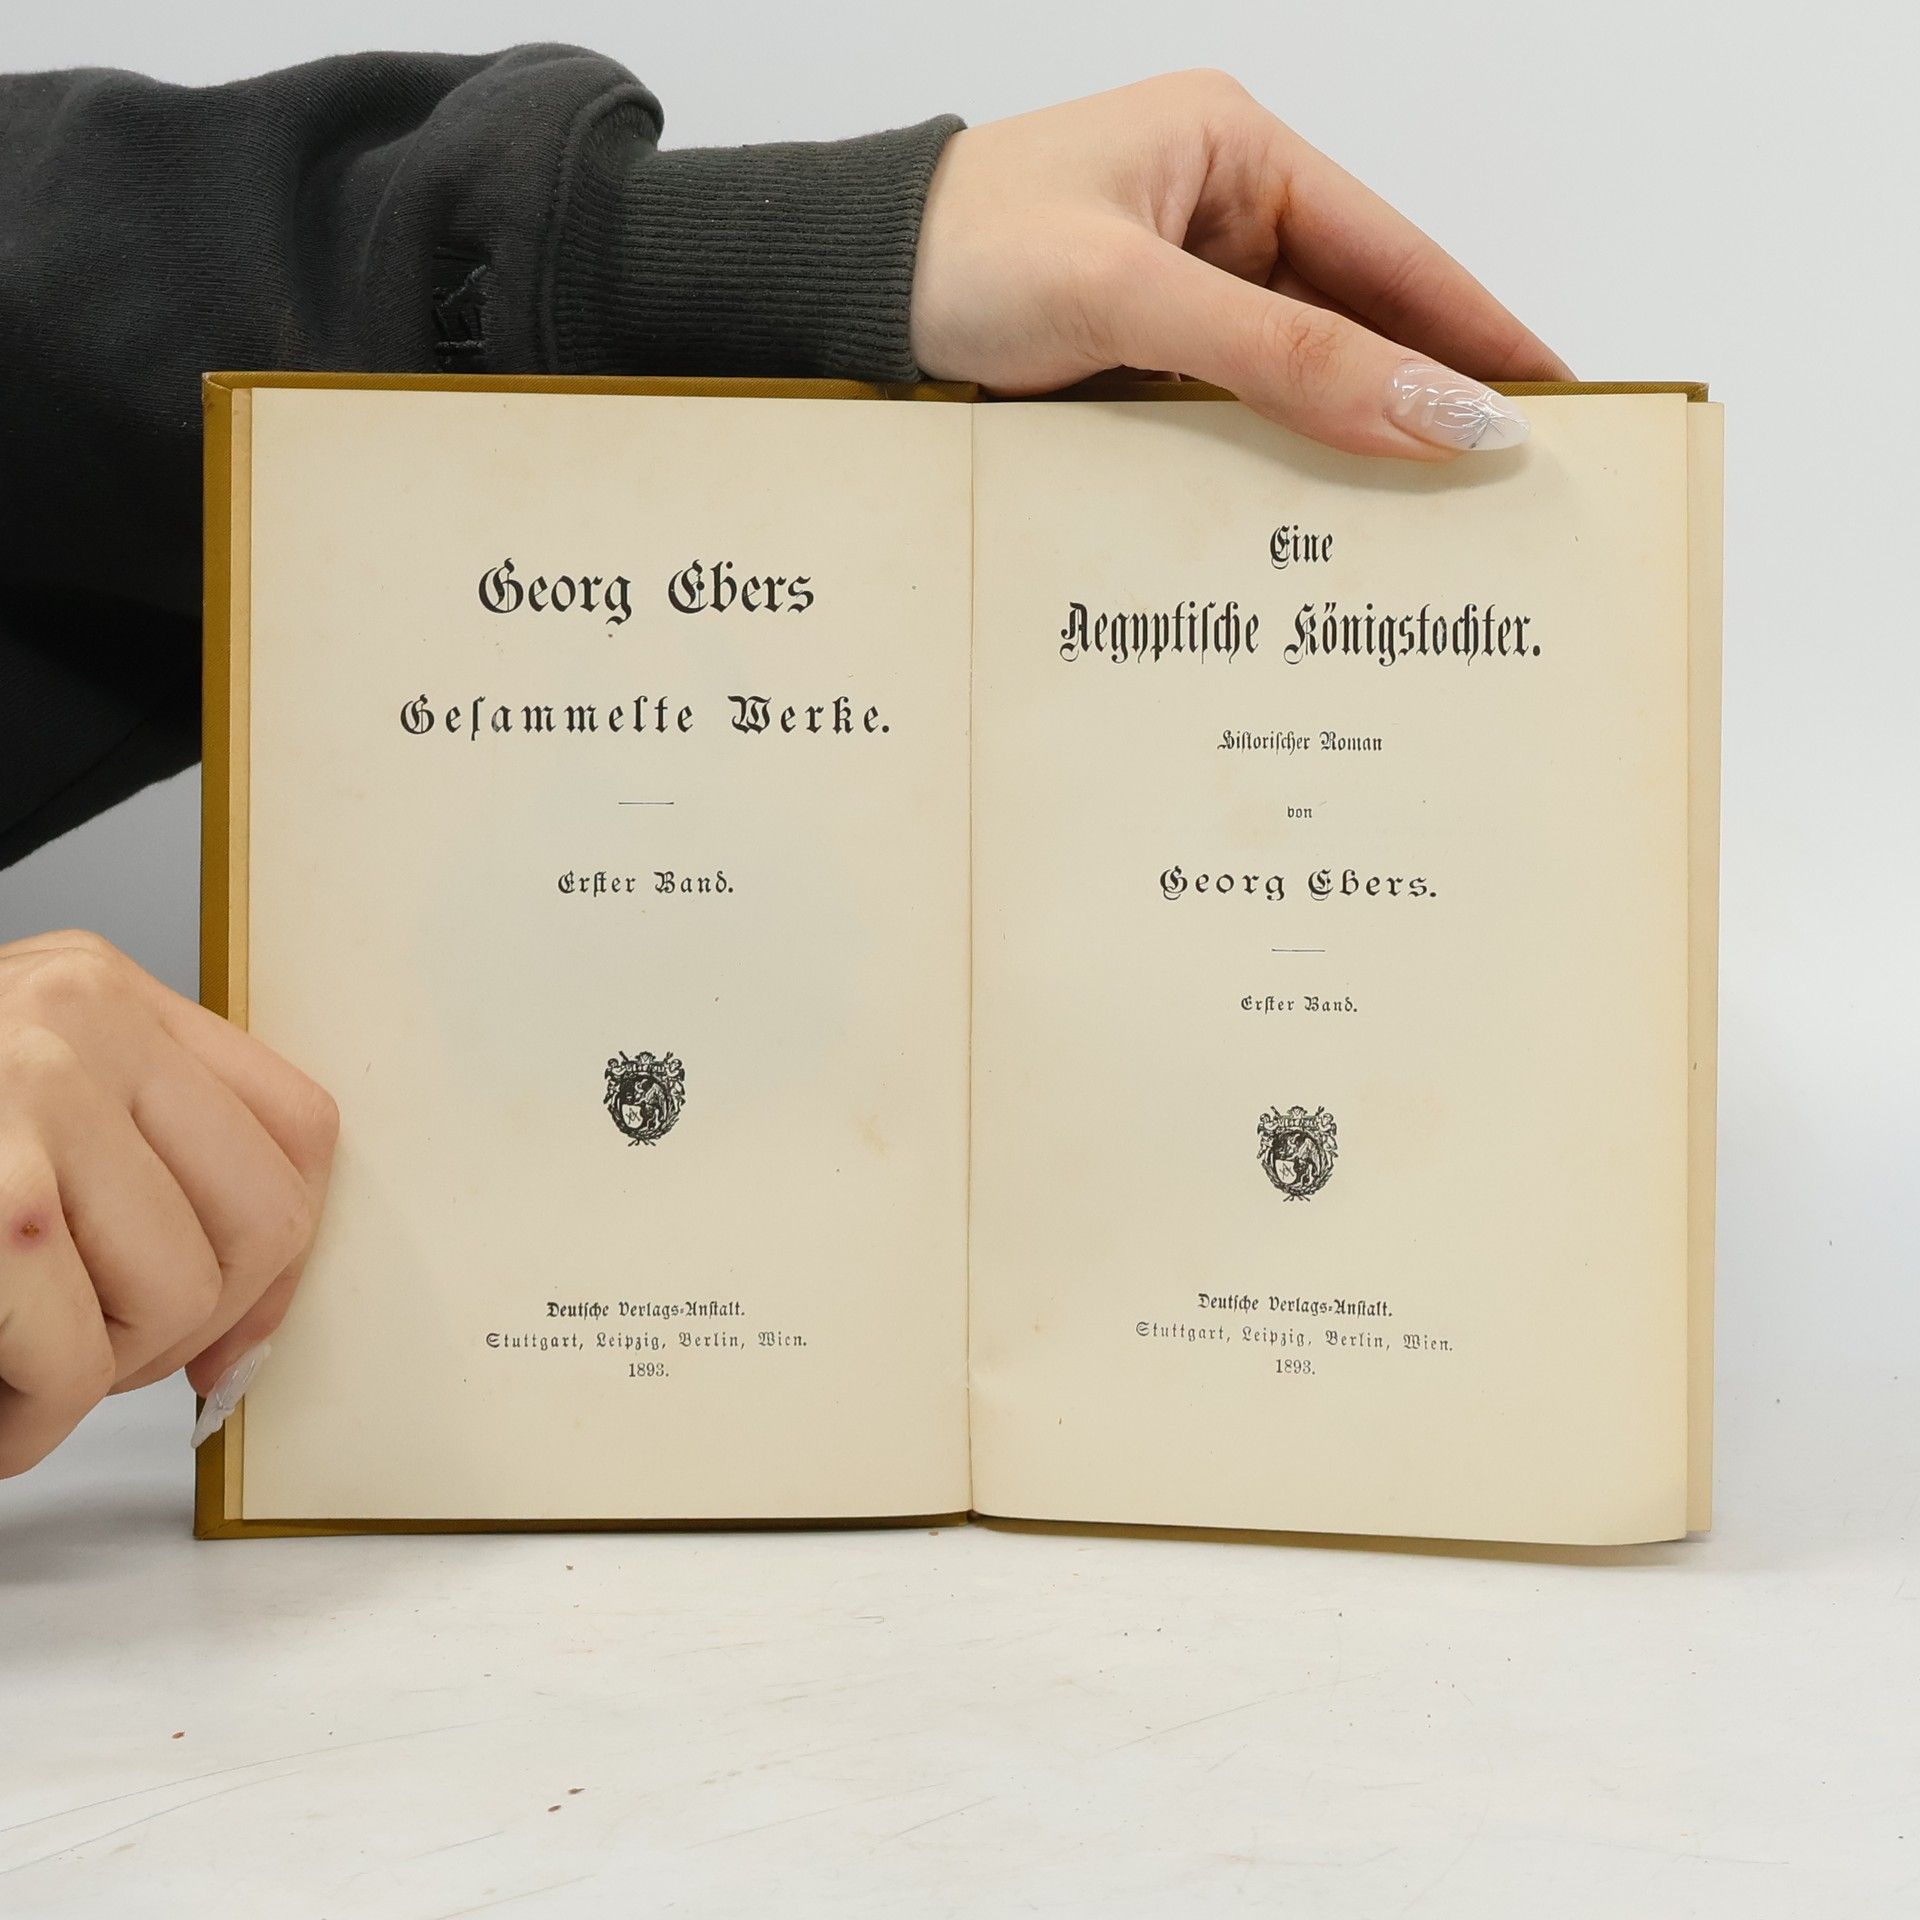 Georg Ebers
Gesammelte Werke.
Erster Band.
Deutsche Verlags-Anstalt.
Stuttgart, Leipzig, Berlin, Wien.
1893.
Eine
Aegyptische Königstochter.
Historischer Roman
von
Georg Ebers.
Erster Band.
Deutsche Verlags-Anstalt.
Stuttgart, Leipzig, Berlin, Wien.
1893.